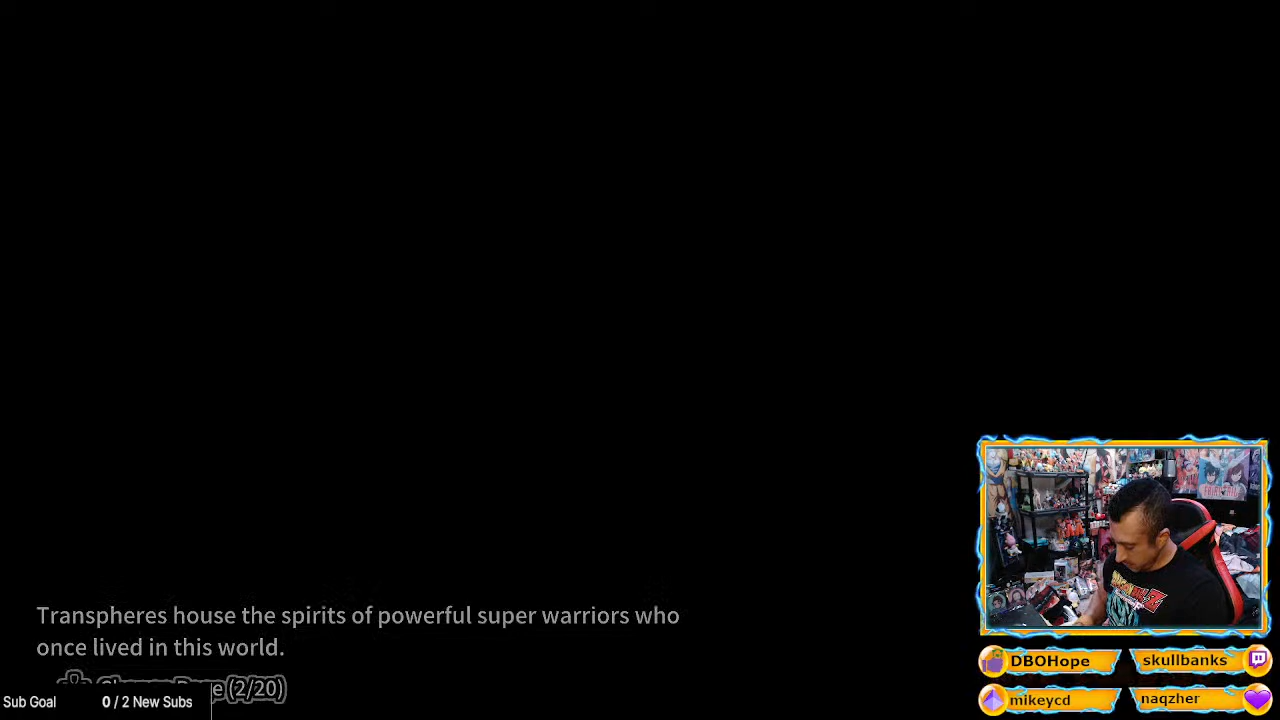 Transpheres house the spirits of powerful super warriors who
once lived in this world.
(2/20)
Sub Goal 0 / 2 New Subs
DBOHope
skullbanks
mikeycd
naqzher